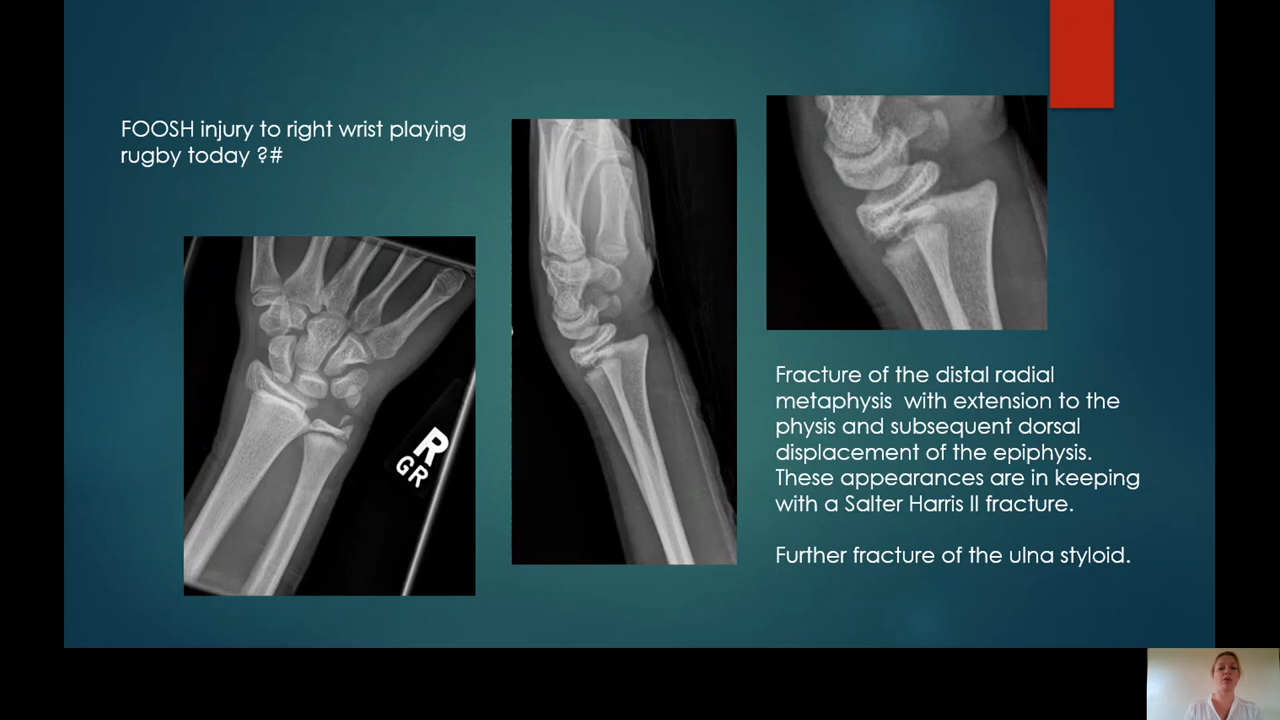 FOOSH injury to right wrist playing
rugby today ?#
R
GR
Fracture of the distal radial
metaphysis with extension to the
physis and subsequent dorsal
displacement of the epiphysis.
These appearances are in keeping
with a Salter Harris II fracture.
Further fracture of the ulna styloid.